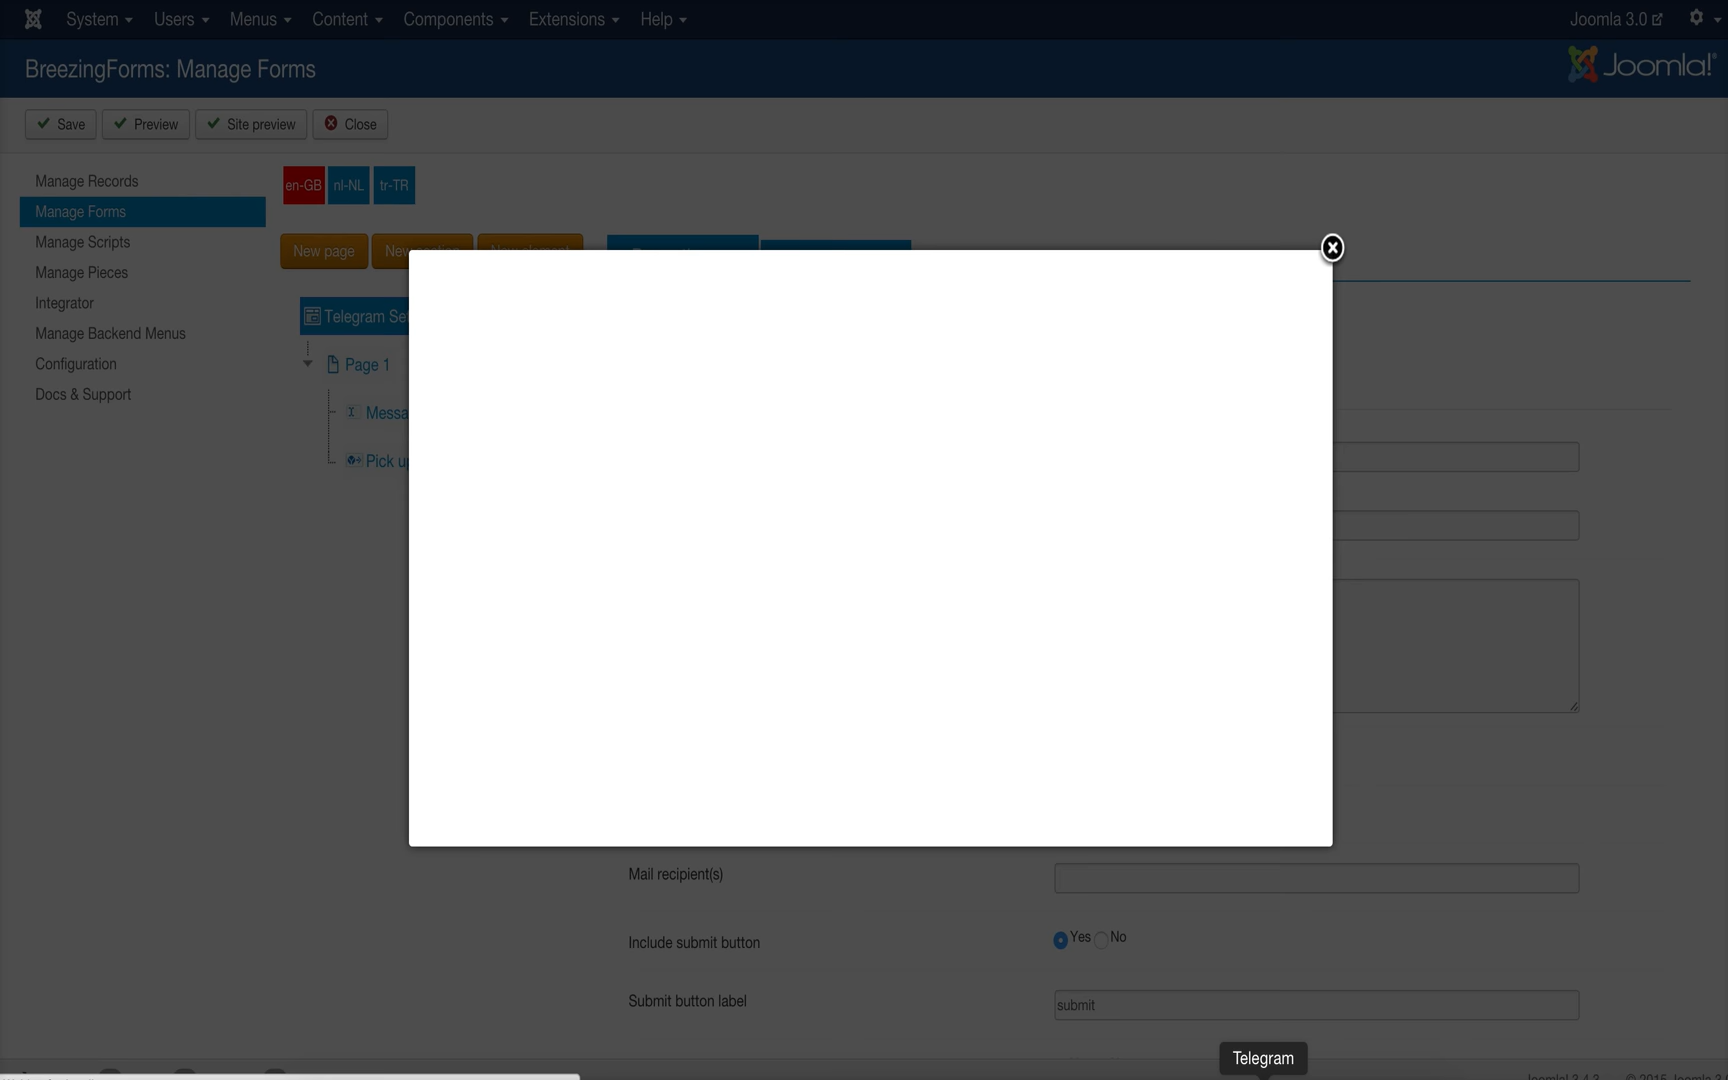 System Users Menus Content Components Extensions Help Joomla 3.0
BreezingForms: Manage Forms Joomla!®
Save Preview Site preview Close
Manage Records
Manage Forms
Manage Scripts
Manage Pieces
Integrator
Manage Backend Menus
Configuration
Docs & Support
en-GB nl-NL tr-TR
New page New
Telegram
Page 1
Pick
Mail recipient(s)
Include submit button Yes No
Submit button label submit
Telegram